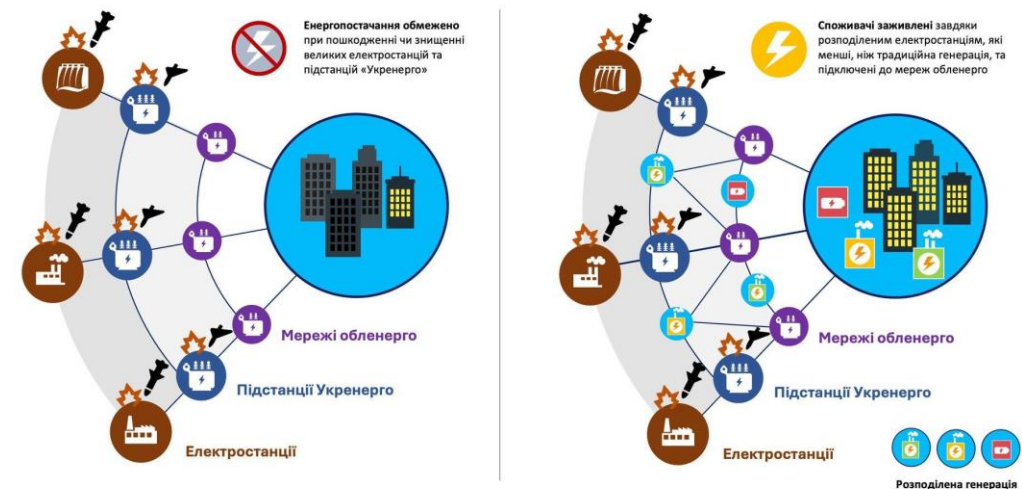 Енергопостачання обмежено
при пошкодженні чи знищенні
великих електростанцій та
підстанцій «Укренерго»
Мережі обленерго
Підстанції Укренерго
Електростанції
Споживачі заживлені завдяки
розподіленим електростанціям, які
менші, ніж традиційна генерація, та
підключені до мереж обленерго
Мережі обленерго
Підстанції Укренерго
Електростанції
Розподілена генерація